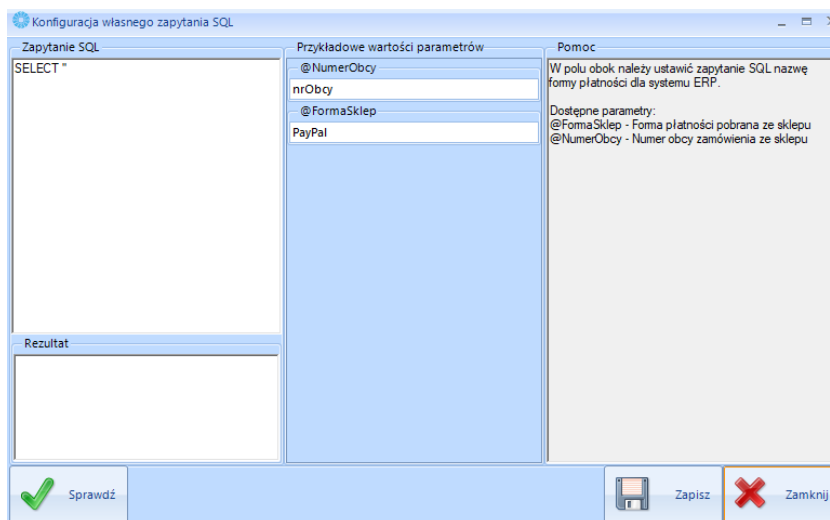 Konfiguracja własnego zapytania SQL
Zapytanie SQL
SELECT ''
Rezultat
Przykładowe wartości parametrów
@NumerObcy
nrObcy
@FormaSklep
PayPal
Pomoc
W polu obok należy ustawić zapytanie SQL nazwę
formy płatności dla systemu ERP.
Dostępne parametry:
@FormaSklep - Forma płatności pobrana ze sklepu
@NumerObcy - Numer obcy zamówienia ze sklepu
Sprawdź
Zapisz
Zamknij